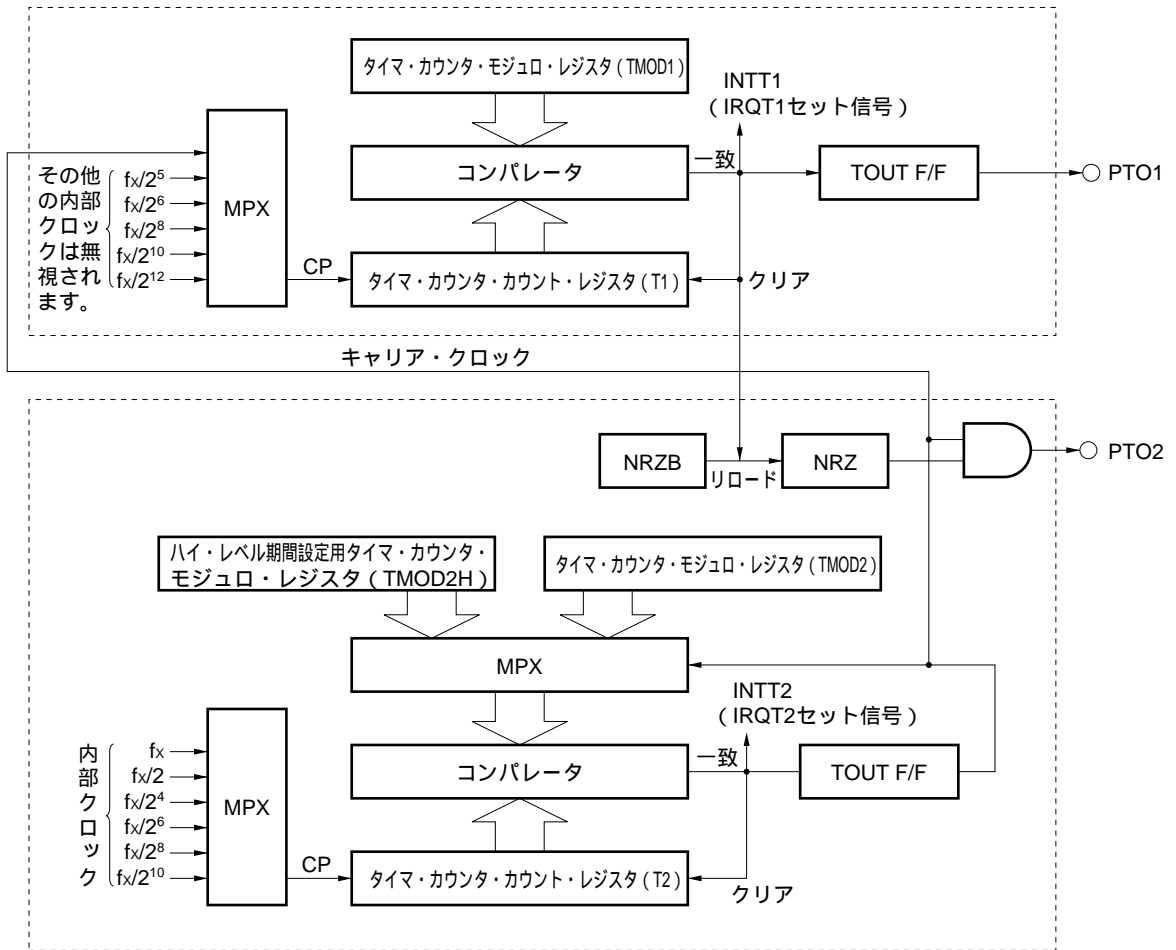 タイマ・カウンタ・モジュロ・レジスタ（TMOD1）
INTT1
（IRQT1セット信号）
MPX
コンパレータ
一致
TOUT F/F
PTO1
その他
の内部
クロッ
クは無
視され
ます。
fX/2⁵
fX/2⁶
fX/2⁸
fX/2¹⁰
fX/2¹²
CP
タイマ・カウンタ・カウント・レジスタ（T1）
クリア
キャリア・クロック
NRZB
リロード
NRZ
PTO2
ハイ・レベル期間設定用タイマ・カウンタ・
モジュロ・レジスタ（TMOD2H）
タイマ・カウンタ・モジュロ・レジスタ（TMOD2）
MPX
INTT2
（IRQT2セット信号）
内部クロック
fX
fX/2
fX/2⁴
fX/2⁶
fX/2⁸
fX/2¹⁰
MPX
コンパレータ
一致
TOUT F/F
CP
タイマ・カウンタ・カウント・レジスタ（T2）
クリア